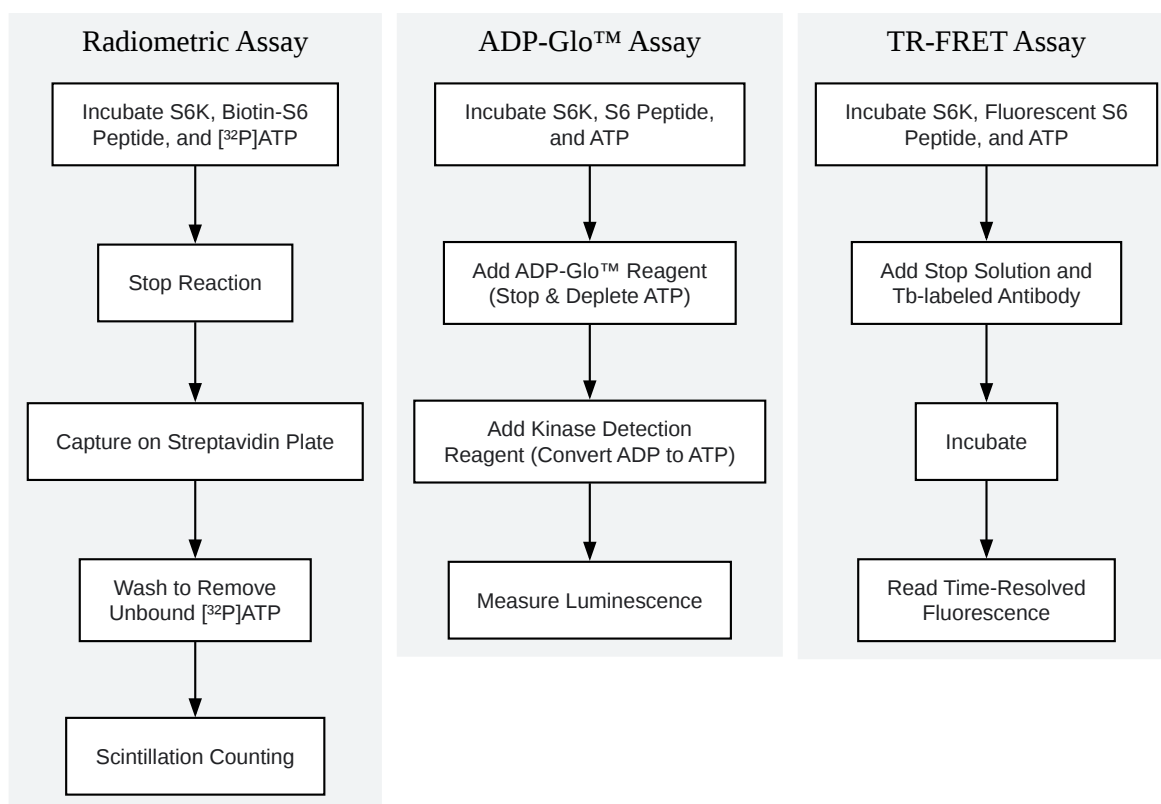 Radiometric Assay
Incubate S6K, Biotin-S6
Peptide, and [³²P]ATP
Stop Reaction
Capture on Streptavidin Plate
Wash to Remove
Unbound [³²P]ATP
Scintillation Counting
ADP-Glo™ Assay
Incubate S6K, S6 Peptide,
and ATP
Add ADP-Glo™ Reagent
(Stop & Deplete ATP)
Add Kinase Detection
Reagent (Convert ADP to ATP)
Measure Luminescence
TR-FRET Assay
Incubate S6K, Fluorescent S6
Peptide, and ATP
Add Stop Solution and
Tb-labeled Antibody
Incubate
Read Time-Resolved
Fluorescence